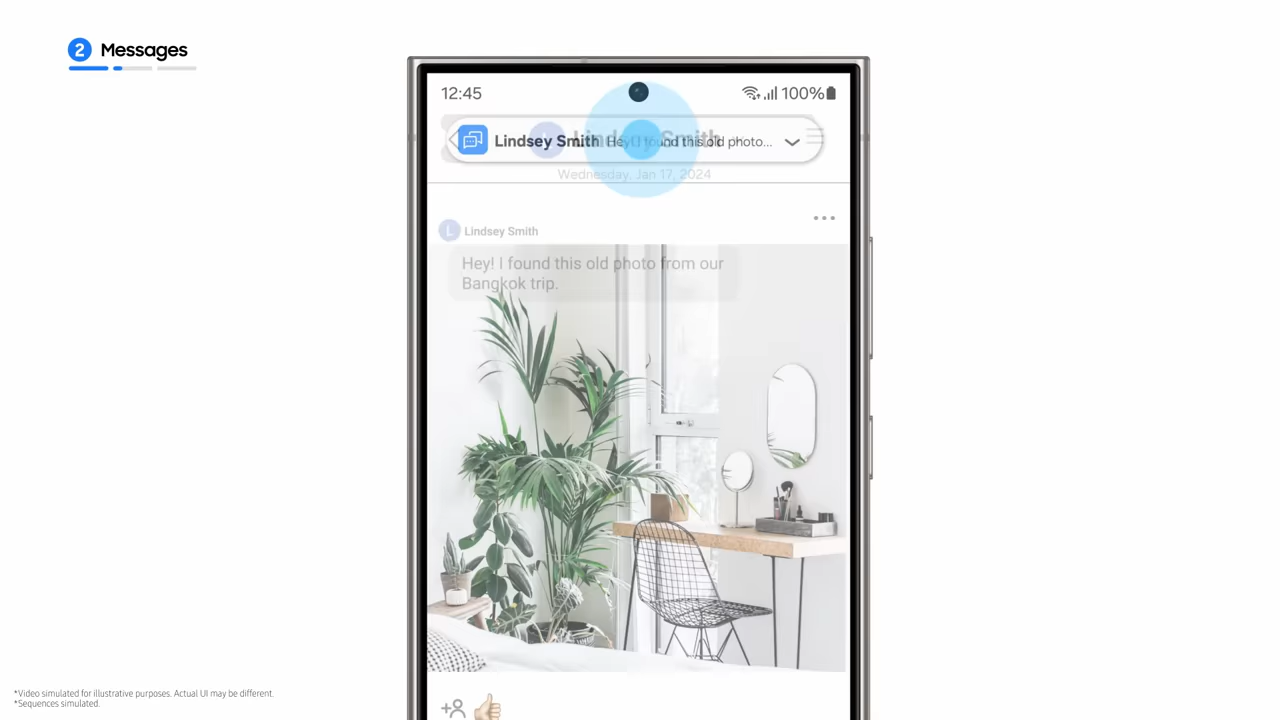 2 Messages
12:45
100%
Lindsey Smith
Lindsey Smith Hey! I found this old photo...
Wednesday, Jan 17, 2024
L Lindsey Smith
Hey! I found this old photo from our
Bangkok trip.
*Video simulated for illustrative purposes. Actual UI may be different.
*Sequences simulated.